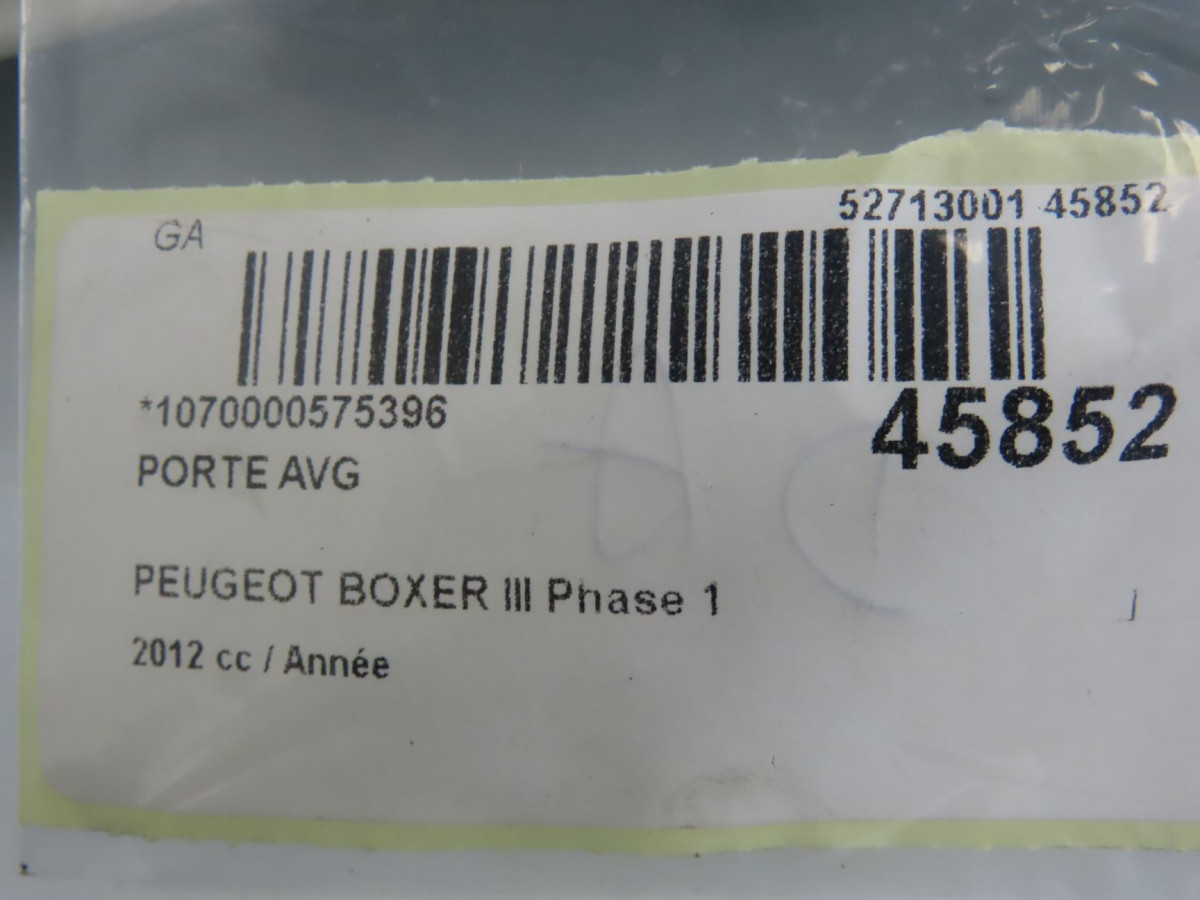 GA
52713001 45852
*1070000575396
45852
PORTE AVG
PEUGEOT BOXER III Phase 1
2012 cc / Année